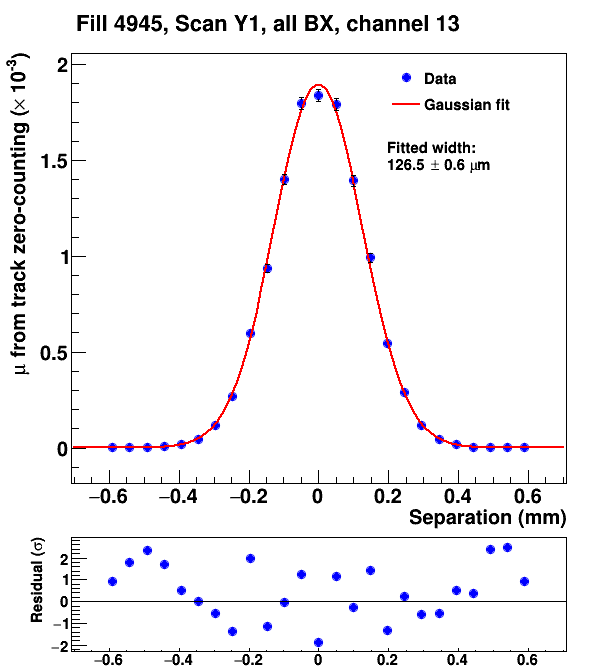 Fill 4945, Scan Y1, all BX, channel 13
μ from track zero-counting (× 10⁻³)
2
1.5
1
0.5
0
Data
Gaussian fit
Fitted width:
126.5 ± 0.6 μm
−0.6 −0.4 −0.2 0 0.2 0.4 0.6
Separation (mm)
Residual (σ)
2
1
0
−1
−2
−0.6 −0.4 −0.2 0 0.2 0.4 0.6